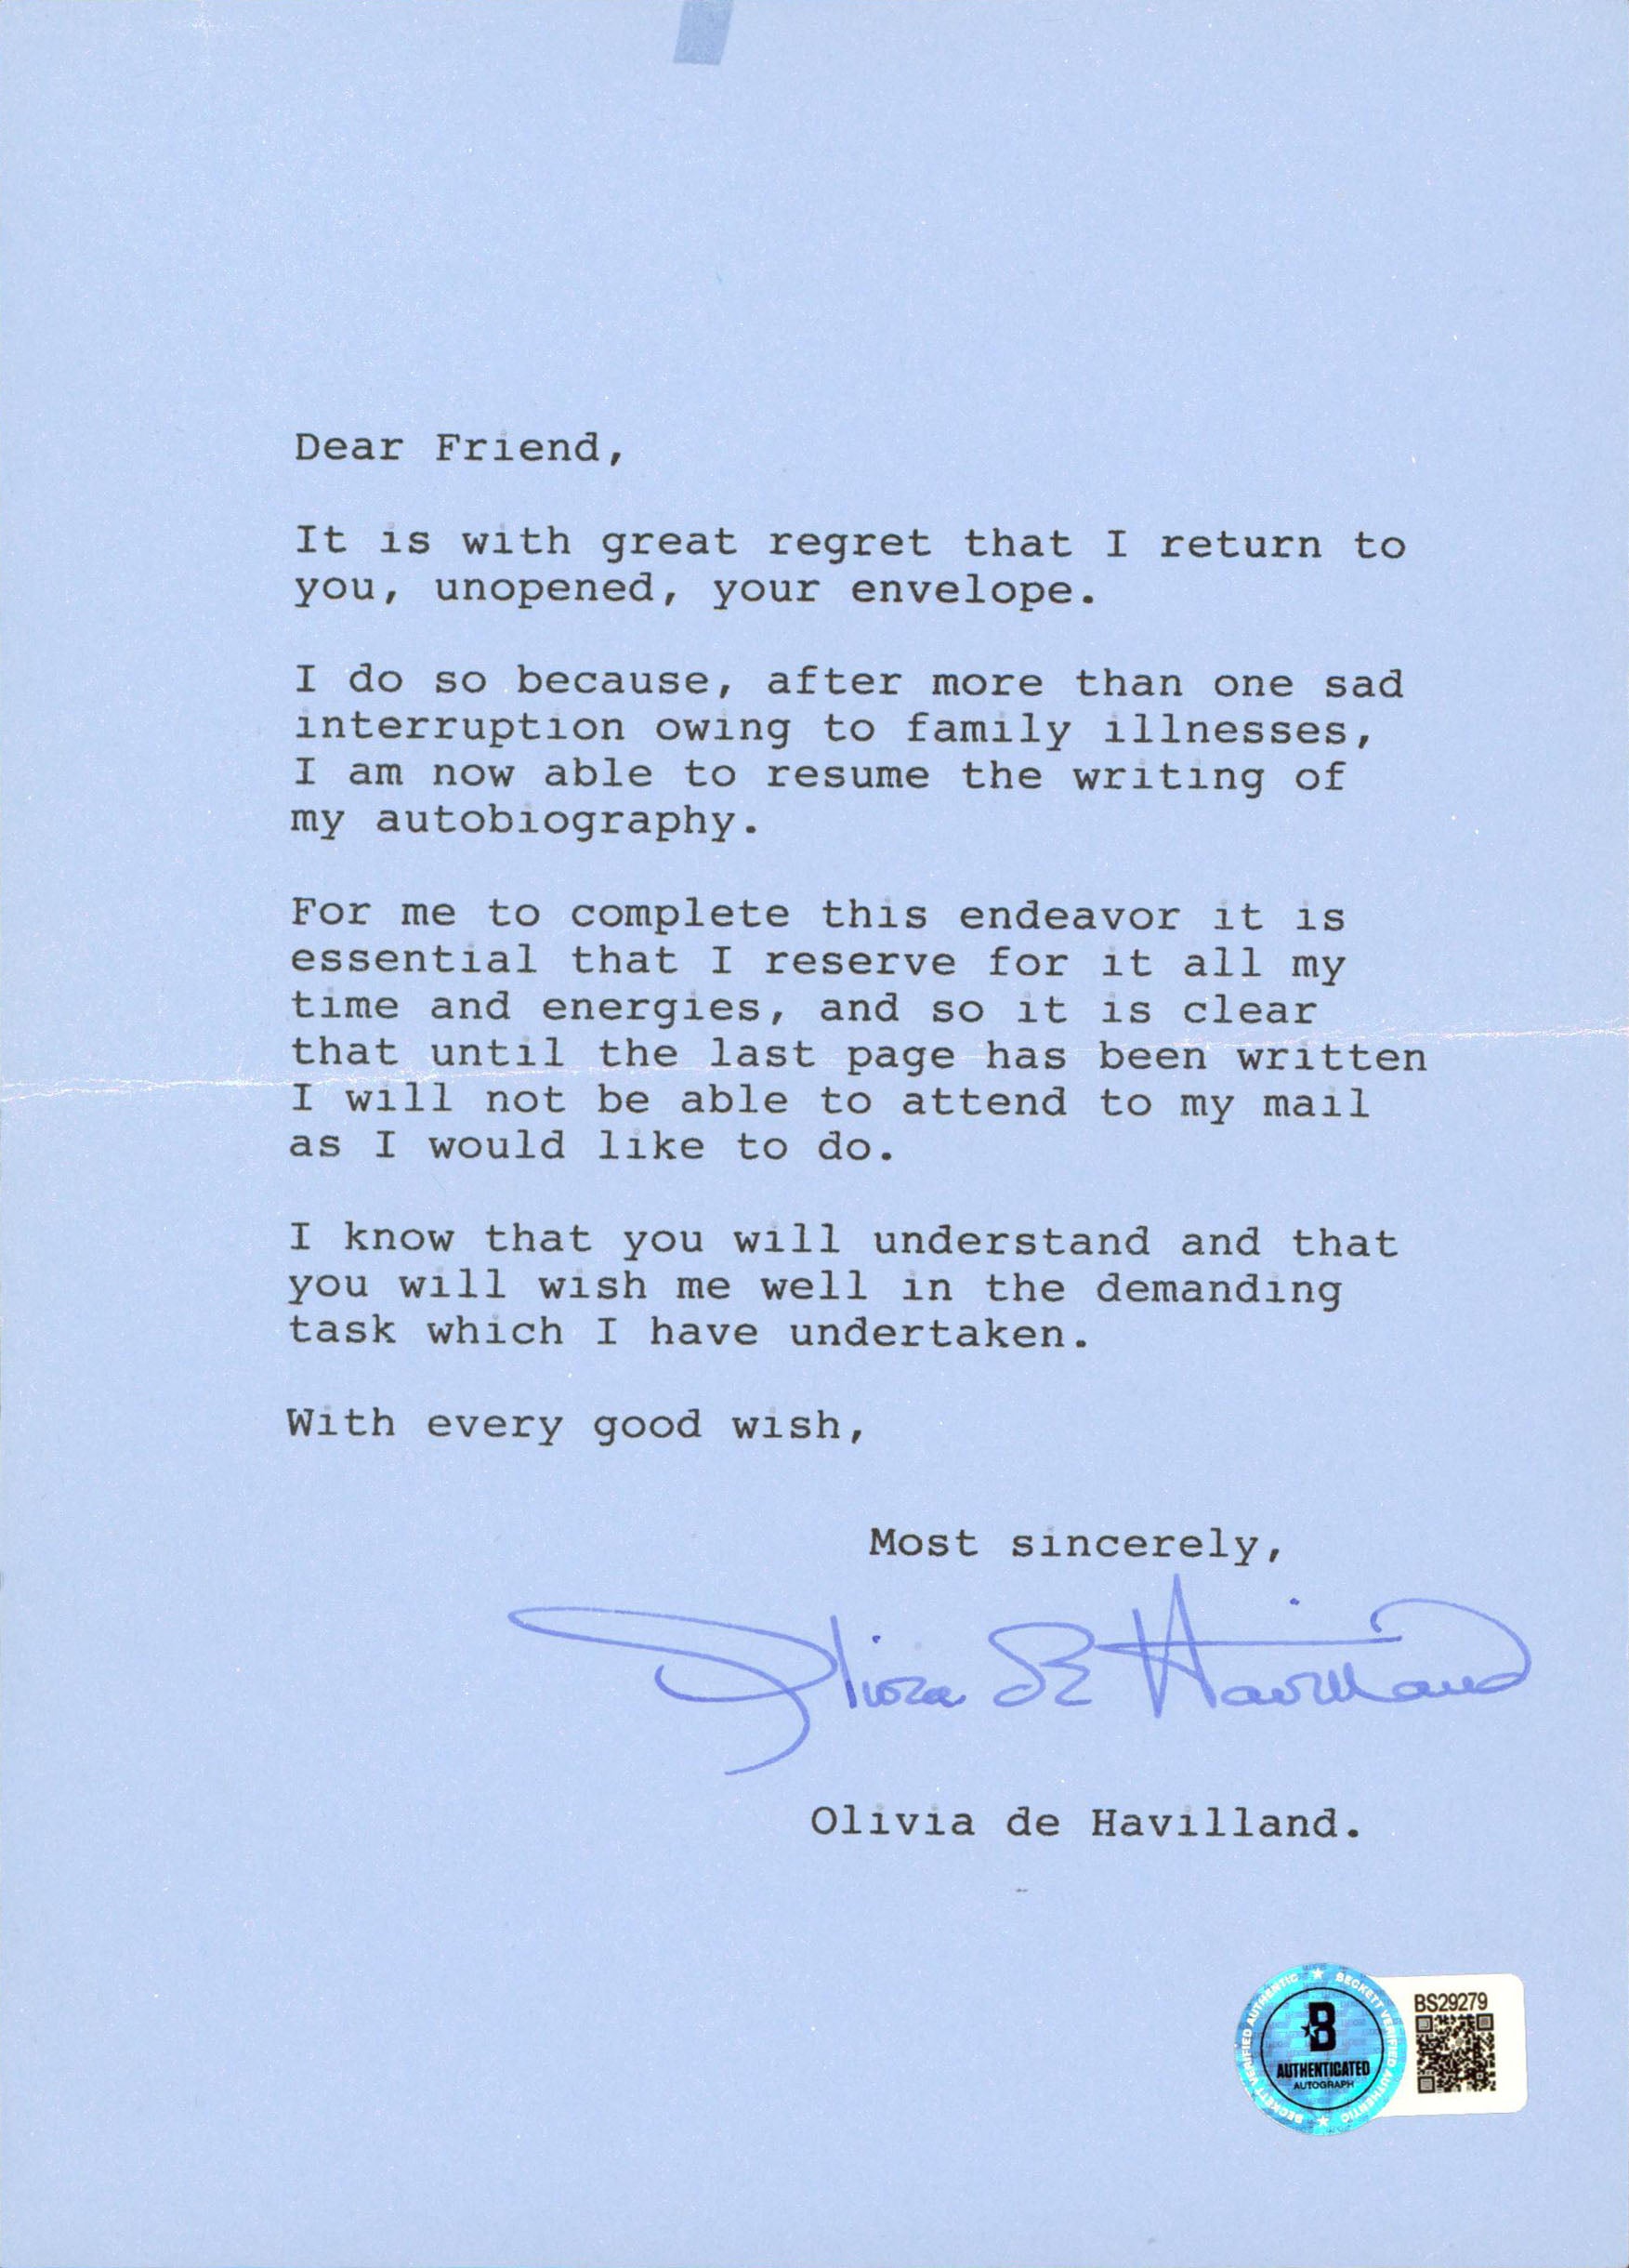 Dear Friend,
It is with great regret that I return to
you, unopened, your envelope.
I do so because, after more than one sad
interruption owing to family illnesses,
I am now able to resume the writing of
my autobiography.
For me to complete this endeavor it is
essential that I reserve for it all my
time and energies, and so it is clear
that until the last page has been written
I will not be able to attend to my mail
as I would like to do.
I know that you will understand and that
you will wish me well in the demanding
task which I have undertaken.
With every good wish,
Most sincerely,
Olivia de Havilland
Olivia de Havilland.
BECKETT VERIFIED AUTHENTIC ★ BECKETT VERIFIED AUTHENTIC ★
B
AUTHENTICATED
AUTOGRAPH
BS29279